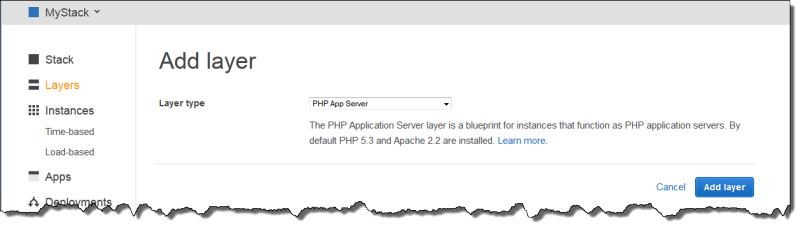 MyStack
Stack
Layers
Instances
Time-based
Load-based
Apps
Deployments
Add layer
Layer type
PHP App Server
The PHP Application Server layer is a blueprint for instances that function as PHP application servers. By
default PHP 5.3 and Apache 2.2 are installed. Learn more.
Cancel
Add layer